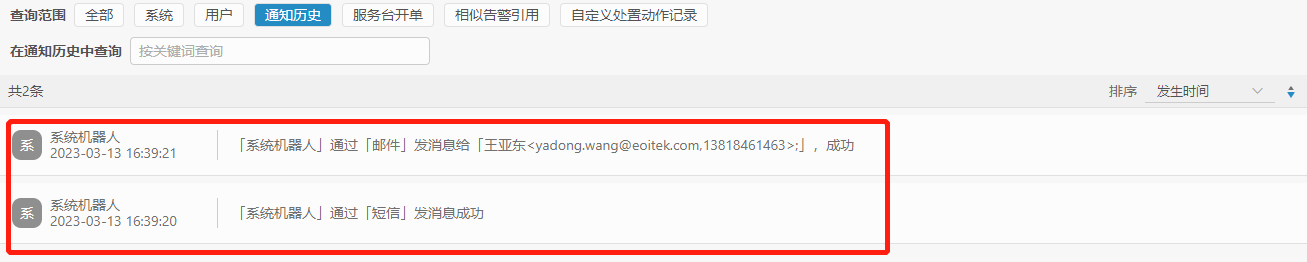 查询范围 全部 系统 用户 通知历史 服务台开单 相似告警引用 自定义处置动作记录
在通知历史中查询 按关键词查询
共2条 排序 发生时间
系 系统机器人
2023-03-13 16:39:21
「系统机器人」通过「邮件」发消息给「王亚东<yadong.wang@eoitek.com,13818461463>;」，成功
系 系统机器人
2023-03-13 16:39:20
「系统机器人」通过「短信」发消息成功